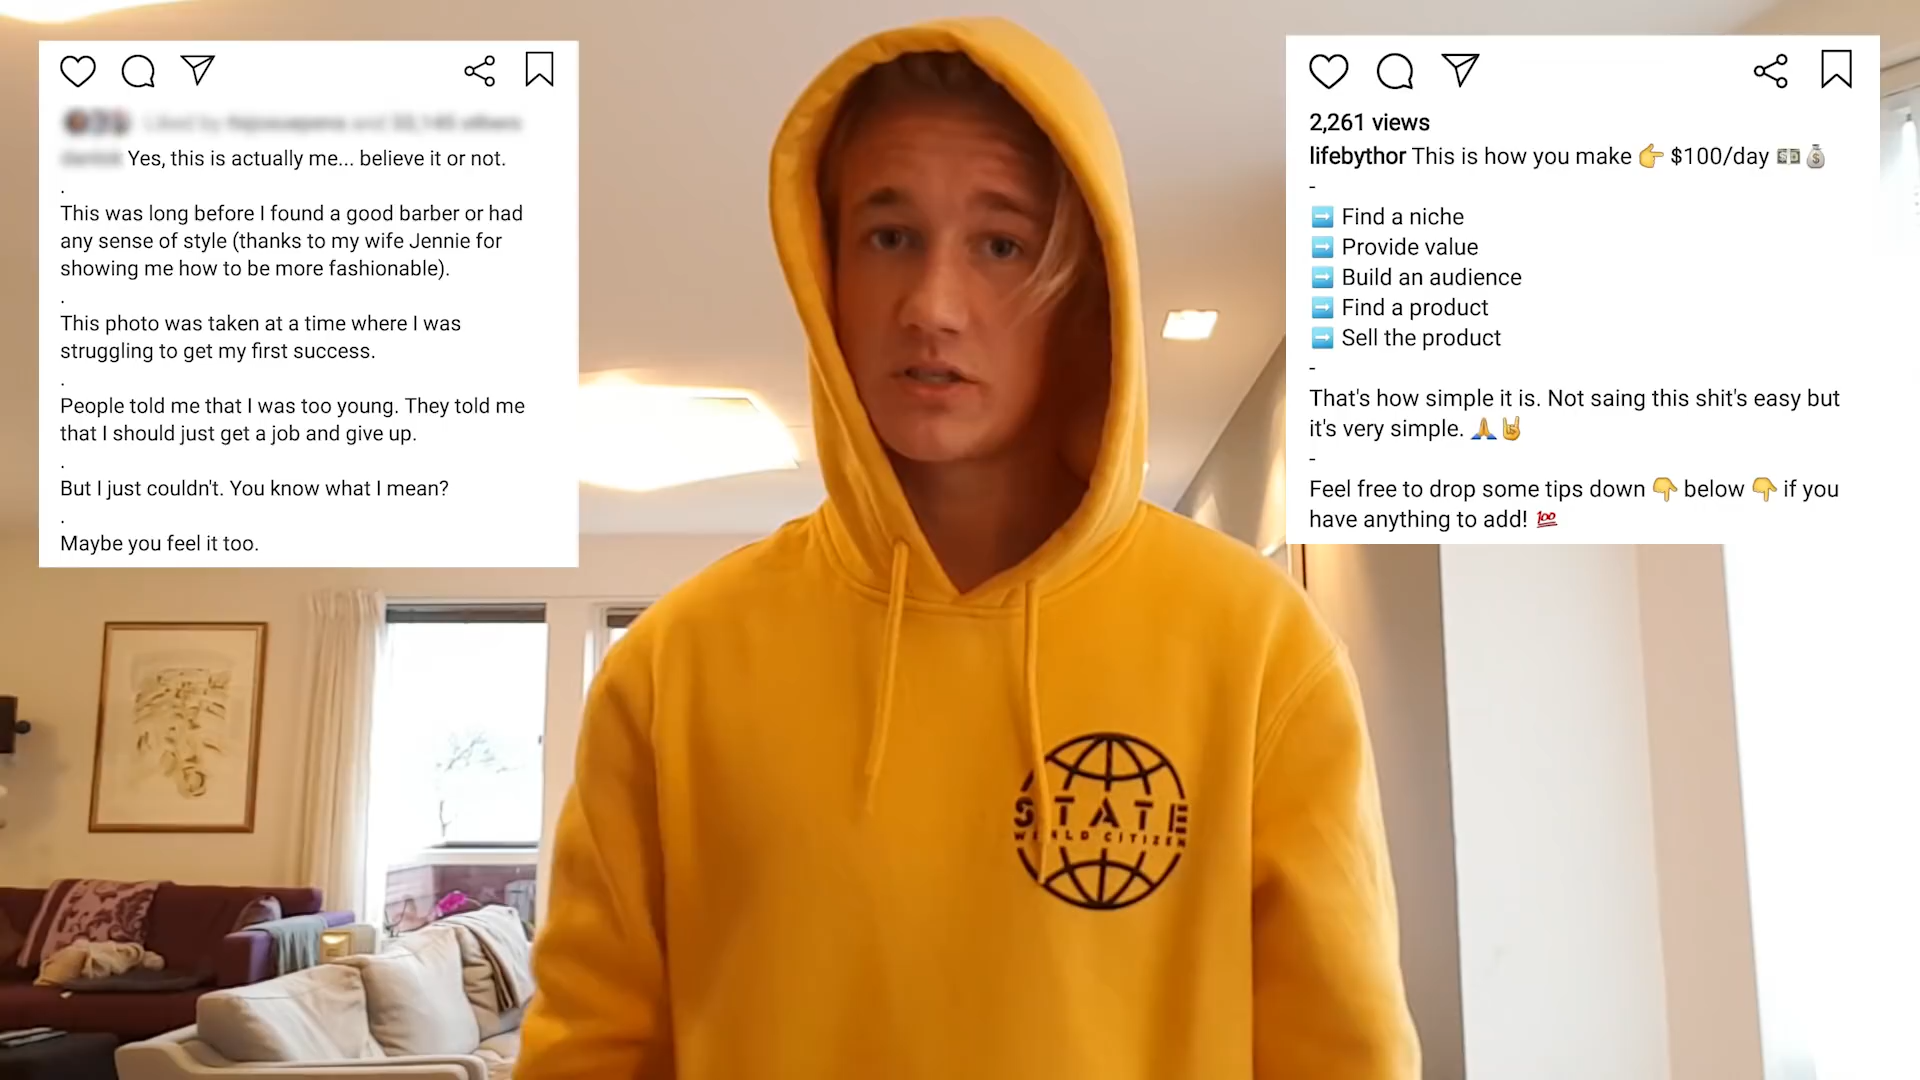 Yes, this is actually me... believe it or not.
.
This was long before I found a good barber or had
any sense of style (thanks to my wife Jennie for
showing me how to be more fashionable).
.
This photo was taken at a time where I was
struggling to get my first success.
.
People told me that I was too young. They told me
that I should just get a job and give up.
.
But I just couldn't. You know what I mean?
.
Maybe you feel it too.
2,261 views
lifebythor This is how you make 👉 $100/day 💵💰
-
➡️ Find a niche
➡️ Provide value
➡️ Build an audience
➡️ Find a product
➡️ Sell the product
-
That's how simple it is. Not saing this shit's easy but
it's very simple. 🙏🤘
-
Feel free to drop some tips down 👇 below 👇 if you
have anything to add! 💯
STATE
WORLD CITIZEN